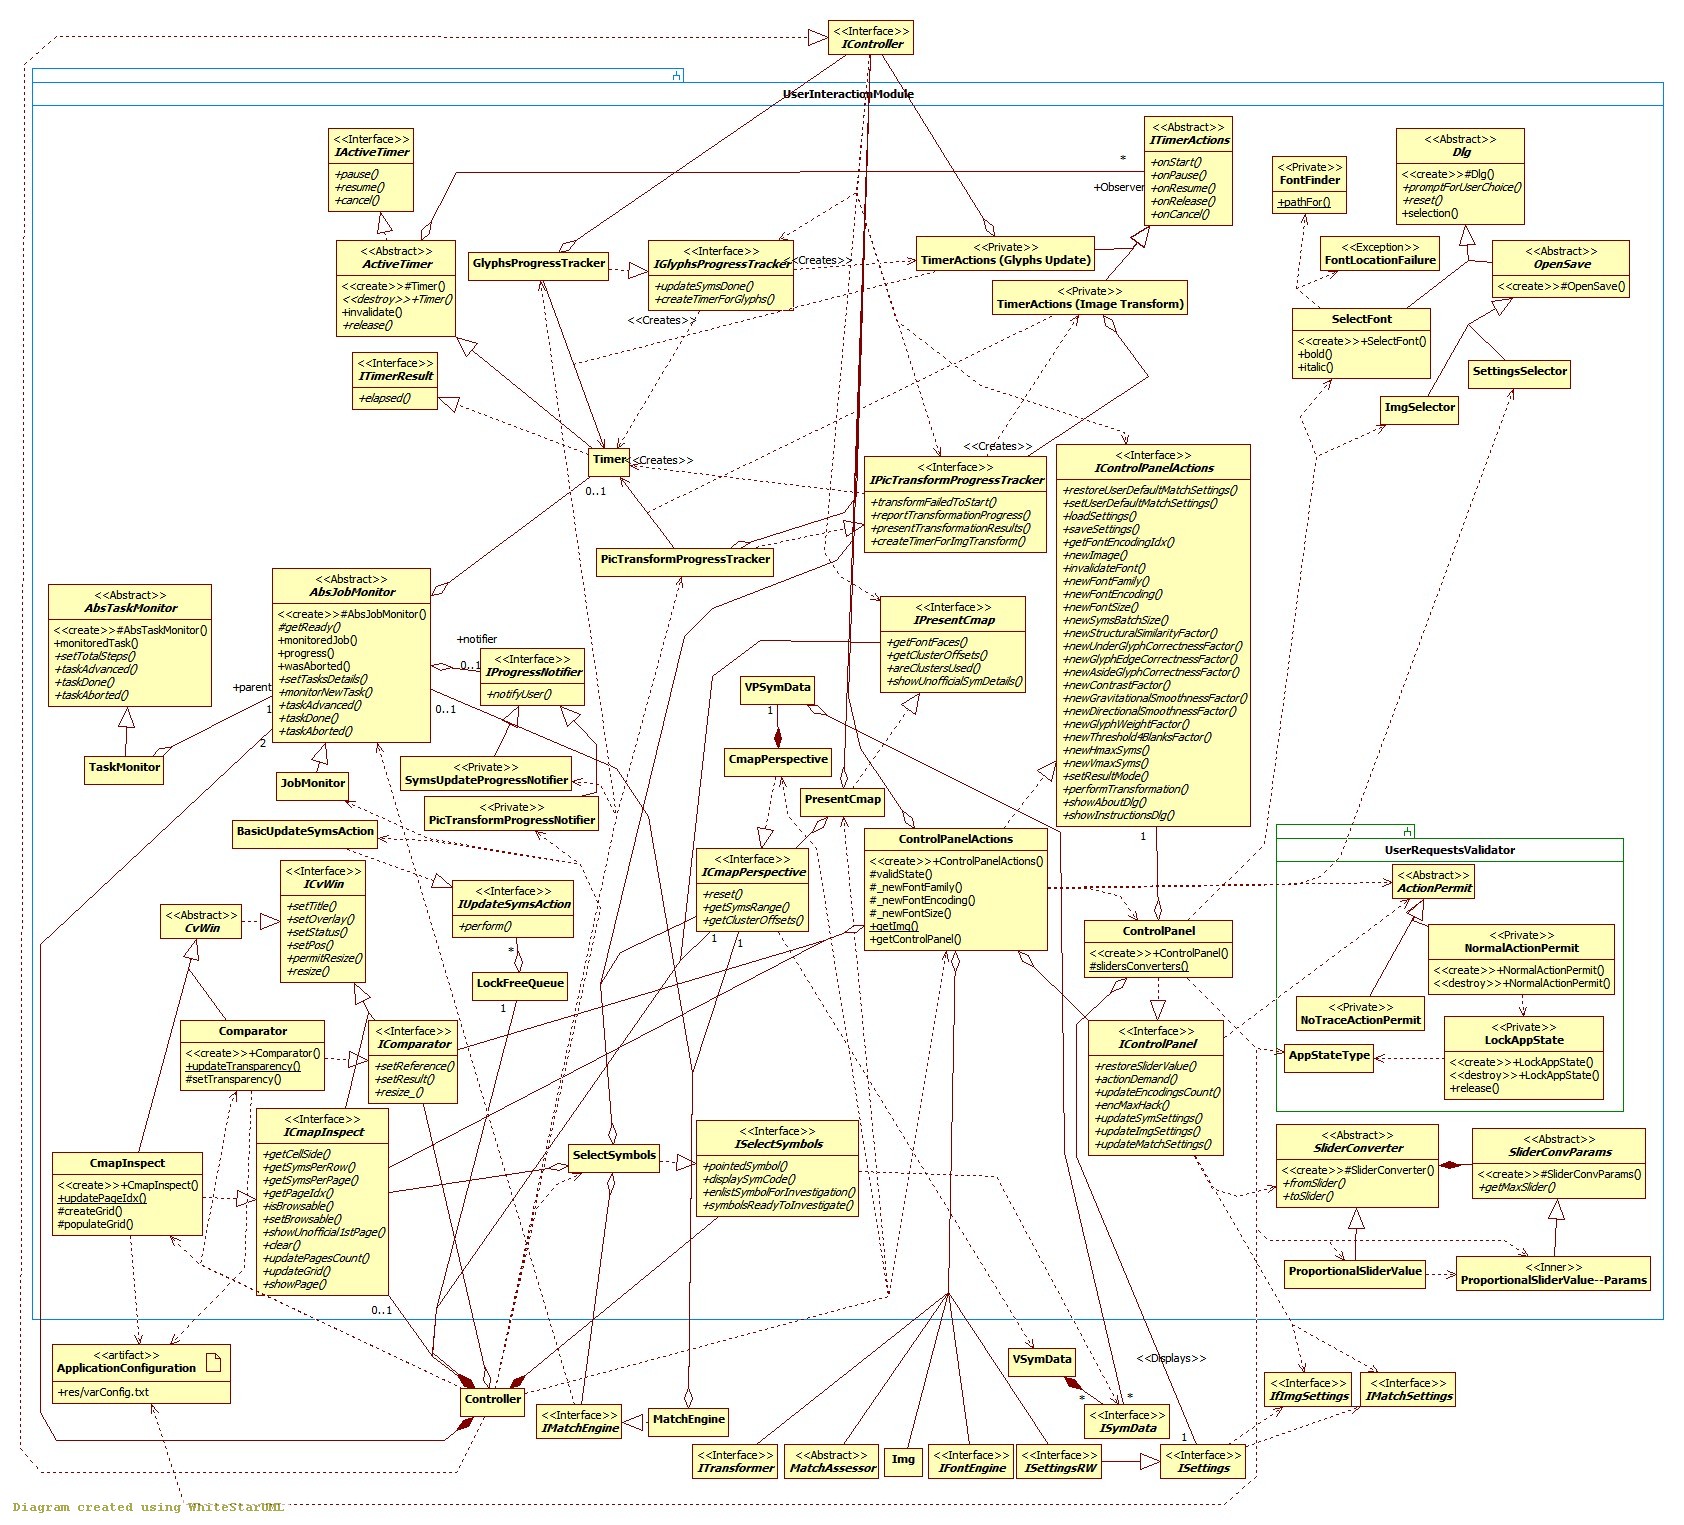 <<Interface>>
IController
UserInteractionModule
<<Interface>>
IActiveTimer
+pause()
+resume()
+cancel()
<<Abstract>>
ITimerActions
+onStart()
+onPause()
+onResume()
+onRelease()
+onCancel()
*
+Observer
<<Private>>
FontFinder
+pathFor()
<<Abstract>>
Dlg
<<create>>#Dlg()
+promptForUserChoice()
+reset()
+selection()
<<Abstract>>
ActiveTimer
<<create>>#Timer()
<<destroy>>+Timer()
+invalidate()
+release()
GlyphsProgressTracker
<<Interface>>
IGlyphsProgressTracker
+updateSymsDone()
+createTimerForGlyphs()
<<Creates>>
<<Private>>
TimerActions (Glyphs Update)
<<Exception>>
FontLocationFailure
<<Abstract>>
OpenSave
<<create>>#OpenSave()
<<Private>>
TimerActions (Image Transform)
<<Creates>>
SelectFont
<<create>>+SelectFont()
+bold()
+italic()
SettingsSelector
ImgSelector
<<Interface>>
ITimerResult
+elapsed()
Timer
<<Creates>>
0..1
<<Creates>>
<<Interface>>
IPicTransformProgressTracker
+transformFailedToStart()
+reportTransformationProgress()
+presentTransformationResults()
+createTimerForImgTransform()
<<Interface>>
IControlPanelActions
+restoreUserDefaultMatchSettings()
+setUserDefaultMatchSettings()
+loadSettings()
+saveSettings()
+getFontEncodingIdx()
+newImage()
+invalidateFont()
+newFontFamily()
+newFontEncoding()
+newFontSize()
+newSymsBatchSize()
+newStructuralSimilarityFactor()
+newUnderGlyphCorrectnessFactor()
+newGlyphEdgeCorrectnessFactor()
+newAsideGlyphCorrectnessFactor()
+newContrastFactor()
+newGravitationalSmoothnessFactor()
+newDirectionalSmoothnessFactor()
+newGlyphWeightFactor()
+newThreshold4BlanksFactor()
+newHmaxSyms()
+newVmaxSyms()
+setResultMode()
+performTransformation()
+showAboutDlg()
+showInstructionsDlg()
1
PicTransformProgressTracker
<<Abstract>>
AbsTaskMonitor
<<create>>#AbsTaskMonitor()
+monitoredTask()
+setTotalSteps()
+taskAdvanced()
+taskDone()
+taskAborted()
<<Abstract>>
AbsJobMonitor
<<create>>#AbsJobMonitor()
#getReady()
+monitoredJob()
+progress()
+wasAborted()
+setTasksDetails()
+monitorNewTask()
+taskAdvanced()
+taskDone()
+taskAborted()
+notifier
0..1
<<Interface>>
IProgressNotifier
+notifyUser()
<<Interface>>
IPresentCmap
+getFontFaces()
+getClusterOffsets()
+areClustersUsed()
+showUnofficialSymDetails()
+parent
1
0..1
2
VPSymData
1
TaskMonitor
JobMonitor
<<Private>>
SymsUpdateProgressNotifier
CmapPerspective
<<Private>>
PicTransformProgressNotifier
PresentCmap
BasicUpdateSymsAction
ControlPanelActions
<<create>>+ControlPanelActions()
#validState()
#_newFontFamily()
#_newFontEncoding()
#_newFontSize()
+getImg()
+getControlPanel()
UserRequestsValidator
<<Abstract>>
ActionPermit
<<Interface>>
ICvWin
+setTitle()
+setOverlay()
+setStatus()
+setPos()
+permitResize()
+resize()
<<Interface>>
IUpdateSymsAction
+perform()
<<Interface>>
ICmapPerspective
+reset()
+getSymsRange()
+getClusterOffsets()
1
1
<<Abstract>>
CvWin
ControlPanel
<<create>>+ControlPanel()
#slidersConverters()
<<Private>>
NormalActionPermit
<<create>>+NormalActionPermit()
<<destroy>>+NormalActionPermit()
*
LockFreeQueue
1
<<Private>>
NoTraceActionPermit
Comparator
<<create>>+Comparator()
+updateTransparency()
#setTransparency()
<<Interface>>
IComparator
+setReference()
+setResult()
+resize_()
<<Interface>>
IControlPanel
+restoreSliderValue()
+actionDemand()
+updateEncodingsCount()
+encMaxHack()
+updateSymSettings()
+updateImgSettings()
+updateMatchSettings()
AppStateType
<<Private>>
LockAppState
<<create>>+LockAppState()
<<destroy>>+LockAppState()
+release()
<<Interface>>
ICmapInspect
+getCellSide()
+getSymsPerRow()
+getSymsPerPage()
+getPageIdx()
+isBrowsable()
+setBrowsable()
+showUnofficial1stPage()
+clear()
+updatePagesCount()
+updateGrid()
+showPage()
0..1
CmapInspect
<<create>>+CmapInspect()
+updatePageIdx()
#createGrid()
#populateGrid()
SelectSymbols
<<Interface>>
ISelectSymbols
+pointedSymbol()
+displaySymCode()
+enlistSymbolForInvestigation()
+symbolsReadyToInvestigate()
<<Abstract>>
SliderConverter
<<create>>#SliderConverter()
+fromSlider()
+toSlider()
<<Abstract>>
SliderConvParams
<<create>>#SliderConvParams()
+getMaxSlider()
ProportionalSliderValue
<<Inner>>
ProportionalSliderValue--Params
<<artifact>>
ApplicationConfiguration
+res/varConfig.txt
Controller
<<Interface>>
IMatchEngine
MatchEngine
VSymData
*
*
<<Displays>>
<<Interface>>
ISymData
<<Interface>>
IfImgSettings
<<Interface>>
IMatchSettings
<<Interface>>
ITransformer
<<Abstract>>
MatchAssessor
Img
<<Interface>>
IFontEngine
<<Interface>>
ISettingsRW
1
<<Interface>>
ISettings
Diagram created using WhiteStarUML